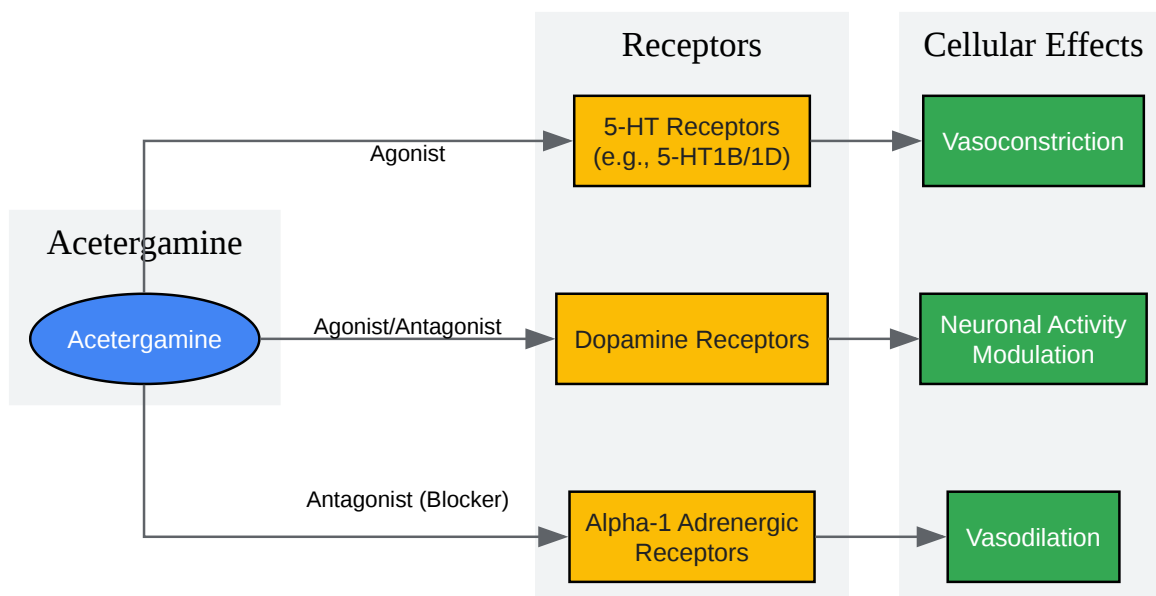 Receptors
Cellular Effects
5-HT Receptors
(e.g., 5-HT1B/1D)
Vasoconstriction
Agonist
Acetergamine
Acetergamine
Agonist/Antagonist
Dopamine Receptors
Neuronal Activity
Modulation
Antagonist (Blocker)
Alpha-1 Adrenergic
Receptors
Vasodilation